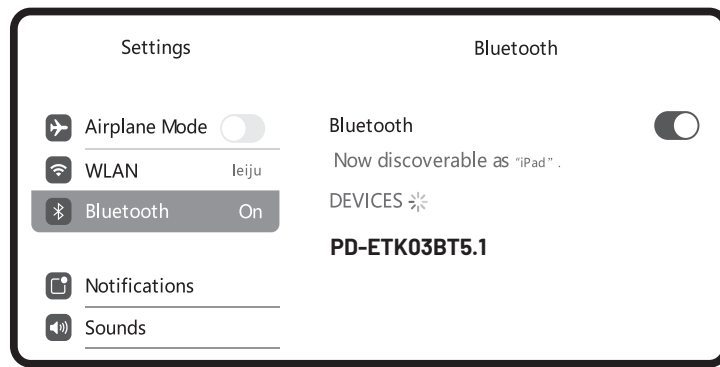 Settings
Airplane Mode
WLAN leiju
Bluetooth On
Notifications
Sounds
Bluetooth
Bluetooth
Now discoverable as “iPad”.
DEVICES
PD-ETK03BT5.1